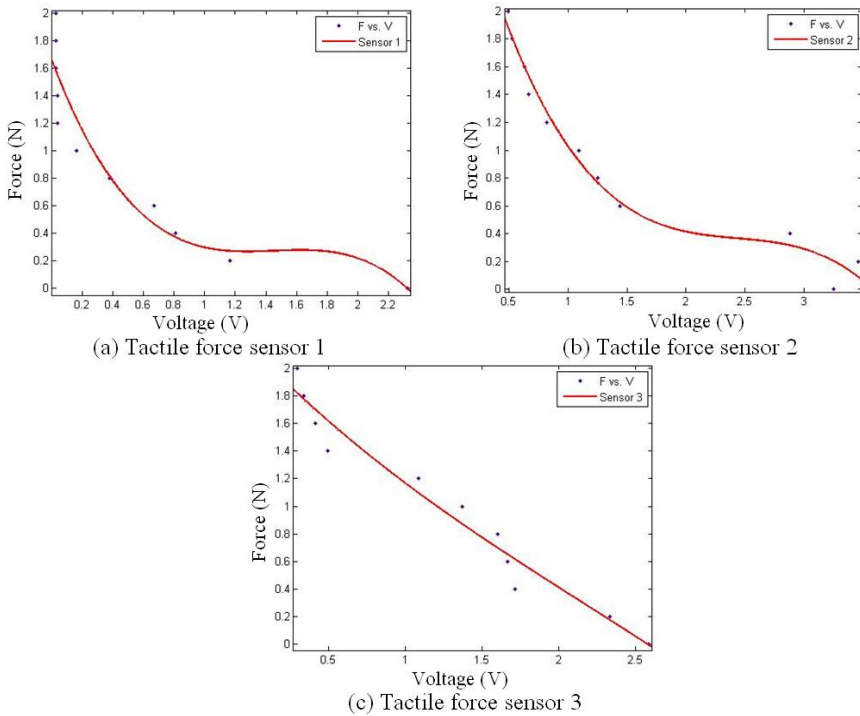 F vs. V
Sensor 1
2
1.8
1.6
1.4
1.2
1
0.8
0.6
0.4
0.2
0
Force (N)
0.2 0.4 0.6 0.8 1 1.2 1.4 1.6 1.8 2 2.2
Voltage (V)
(a) Tactile force sensor 1
F vs. V
Sensor 2
2
1.8
1.6
1.4
1.2
1
0.8
0.6
0.4
0.2
0
Force (N)
0.5 1 1.5 2 2.5 3
Voltage (V)
(b) Tactile force sensor 2
F vs. V
Sensor 3
2
1.8
1.6
1.4
1.2
1
0.8
0.6
0.4
0.2
0
Force (N)
0.5 1 1.5 2 2.5
Voltage (V)
(c) Tactile force sensor 3